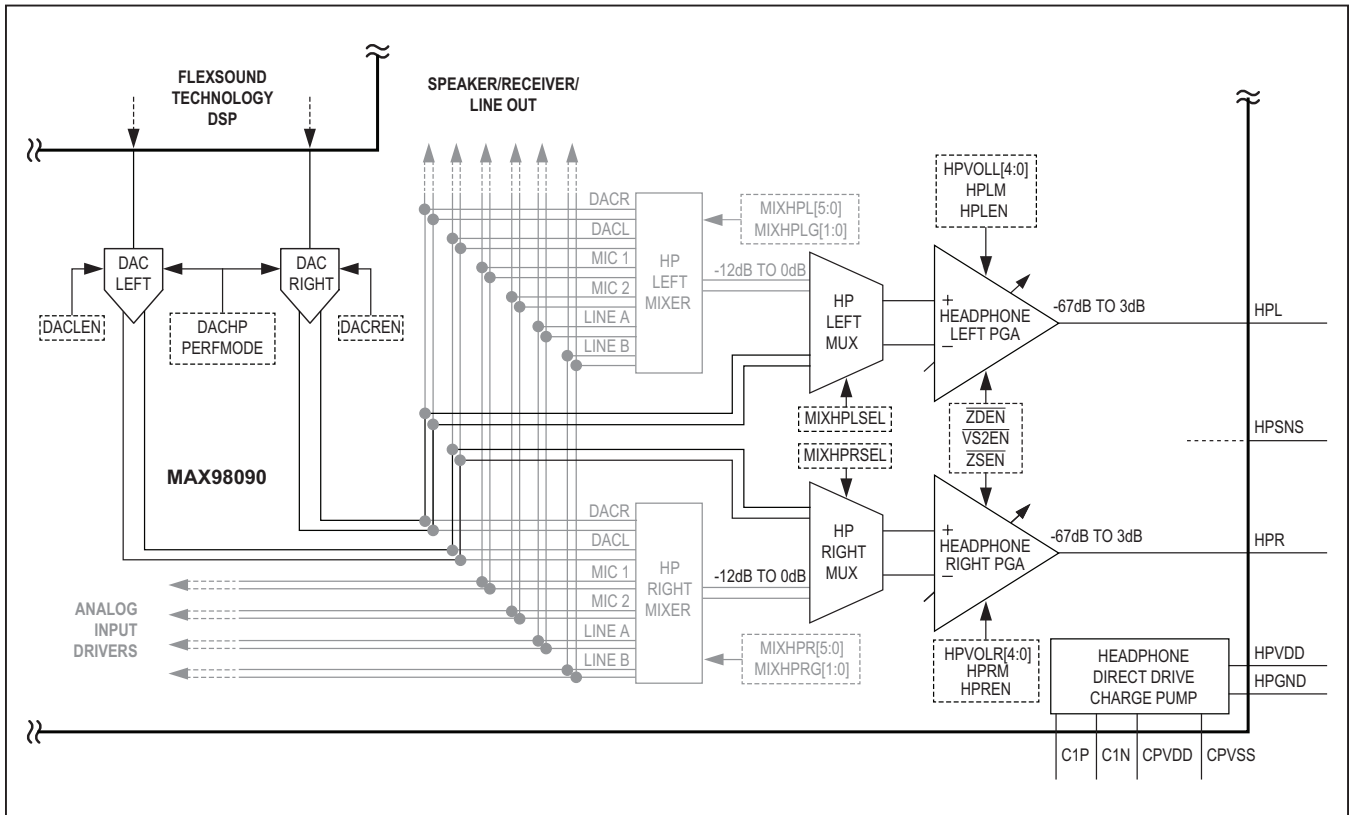 FLEXSOUND
TECHNOLOGY
DSP
SPEAKER/RECEIVER/
LINE OUT
DAC
LEFT
DAC
RIGHT
DACLEN
DACHP
PERFMODE
DACREN
MAX98090
ANALOG
INPUT
DRIVERS
DACR
DACL
MIC 1
MIC 2
LINE A
LINE B
HP
LEFT
MIXER
MIXHPL[5:0]
MIXHPLG[1:0]
-12dB TO 0dB
HP
LEFT
MUX
MIXHPLSEL
HPVOLL[4:0]
HPLM
HPLEN
+
HEADPHONE
LEFT PGA
–
-67dB TO 3dB
HPL
ZDEN
VS2EN
ZSEN
HPSNS
MIXHPRSEL
DACR
DACL
MIC 1
MIC 2
LINE A
LINE B
HP
RIGHT
MIXER
-12dB TO 0dB
MIXHPR[5:0]
MIXHPRG[1:0]
HP
RIGHT
MUX
+
HEADPHONE
RIGHT PGA
–
-67dB TO 3dB
HPR
HPVOLR[4:0]
HPRM
HPREN
HEADPHONE
DIRECT DRIVE
CHARGE PUMP
HPVDD
HPGND
C1P
C1N
CPVDD
CPVSS